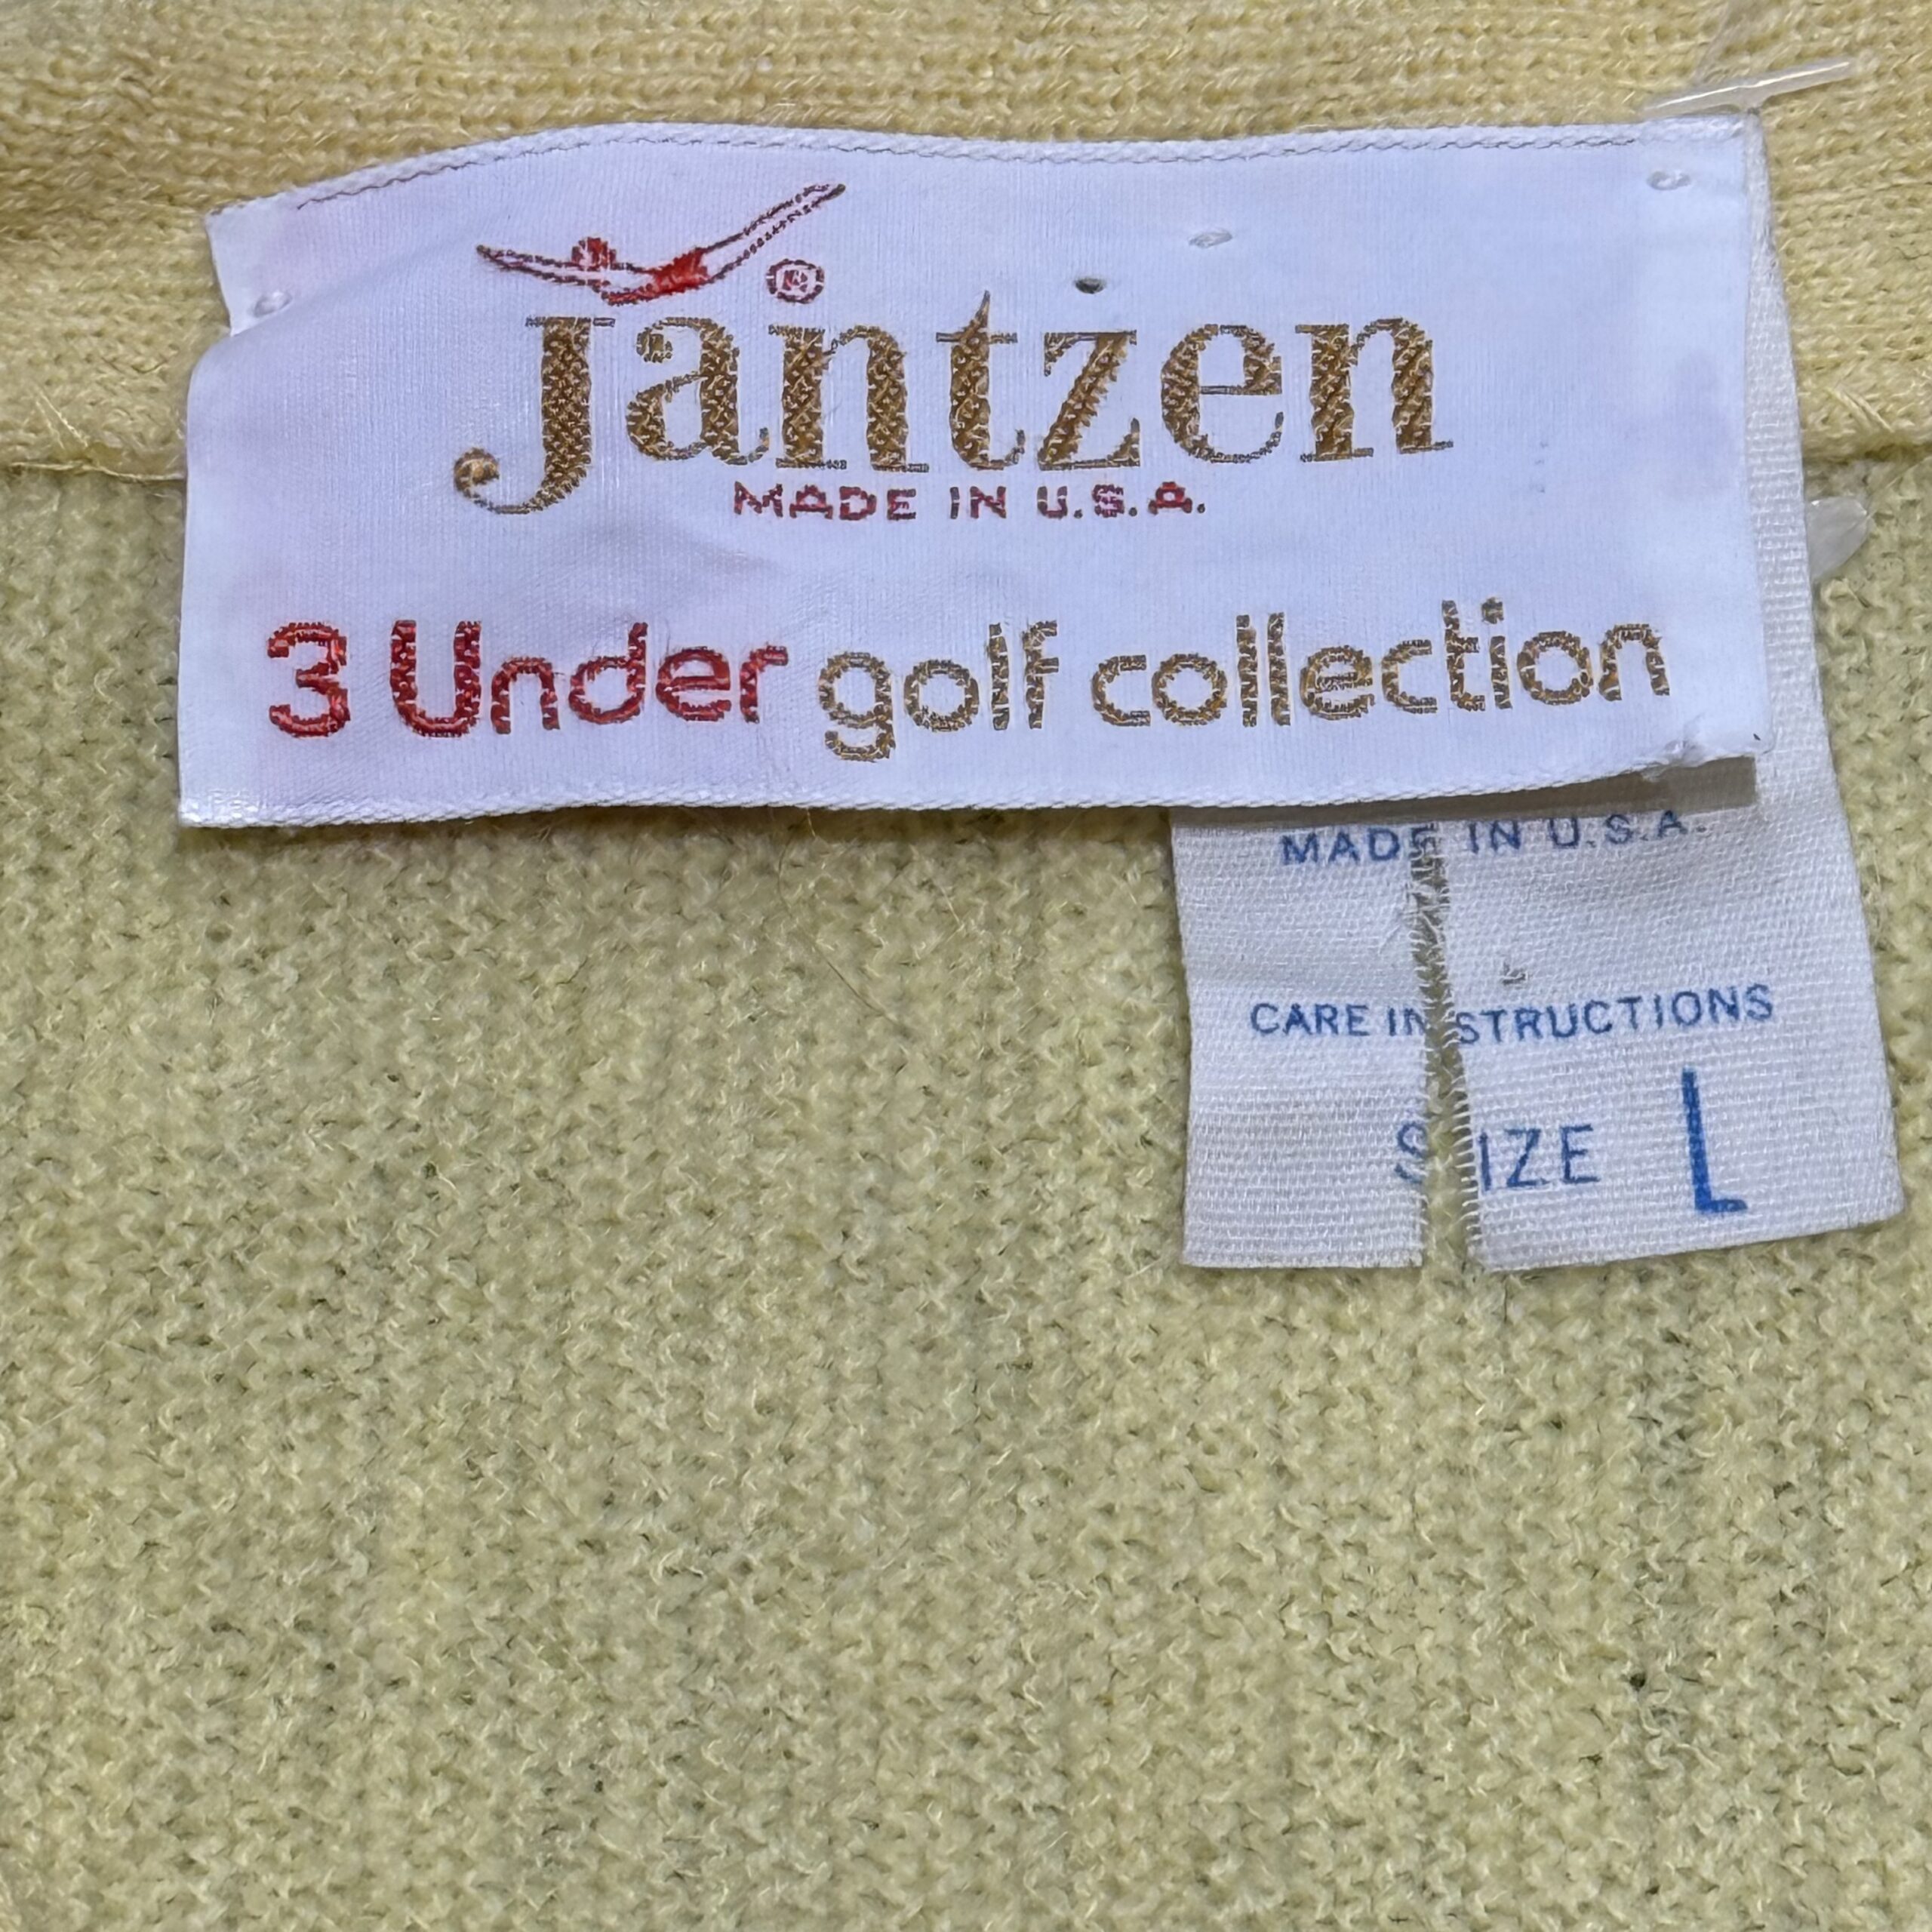 ®
Jantzen
MADE IN U.S.A.
3 Under golf collection
MADE IN U.S.A.
CARE INSTRUCTIONS
SIZE L